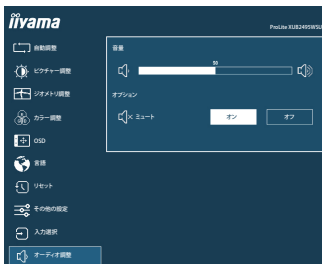 iiyama
ProLite XUB2495WSU
自動調整
ピクチャー調整
ジオメトリ調整
カラー調整
OSD
言語
リセット
その他の設定
入力選択
オーディオ調整
音量
50
オプション
ミュート
オン
オフ